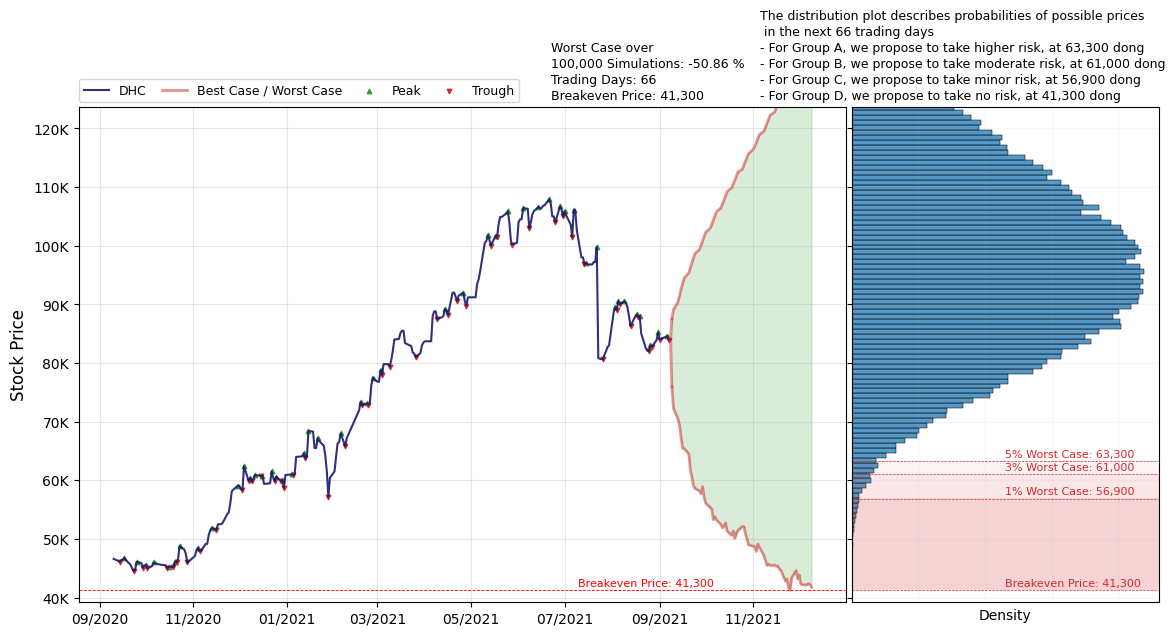 The distribution plot describes probabilities of possible prices
in the next 66 trading days
- For Group A, we propose to take higher risk, at 63,300 dong
- For Group B, we propose to take moderate risk, at 61,000 dong
- For Group C, we propose to take minor risk, at 56,900 dong
- For Group D, we propose to take no risk, at 41,300 dong
Worst Case over
100,000 Simulations: -50.86 %
Trading Days: 66
Breakeven Price: 41,300
DHC
Best Case / Worst Case
Peak
Trough
Stock Price
120K
110K
100K
90K
80K
70K
60K
50K
40K
09/2020
11/2020
01/2021
03/2021
05/2021
07/2021
09/2021
11/2021
Breakeven Price: 41,300
5% Worst Case: 63,300
3% Worst Case: 61,000
1% Worst Case: 56,900
Breakeven Price: 41,300
Density